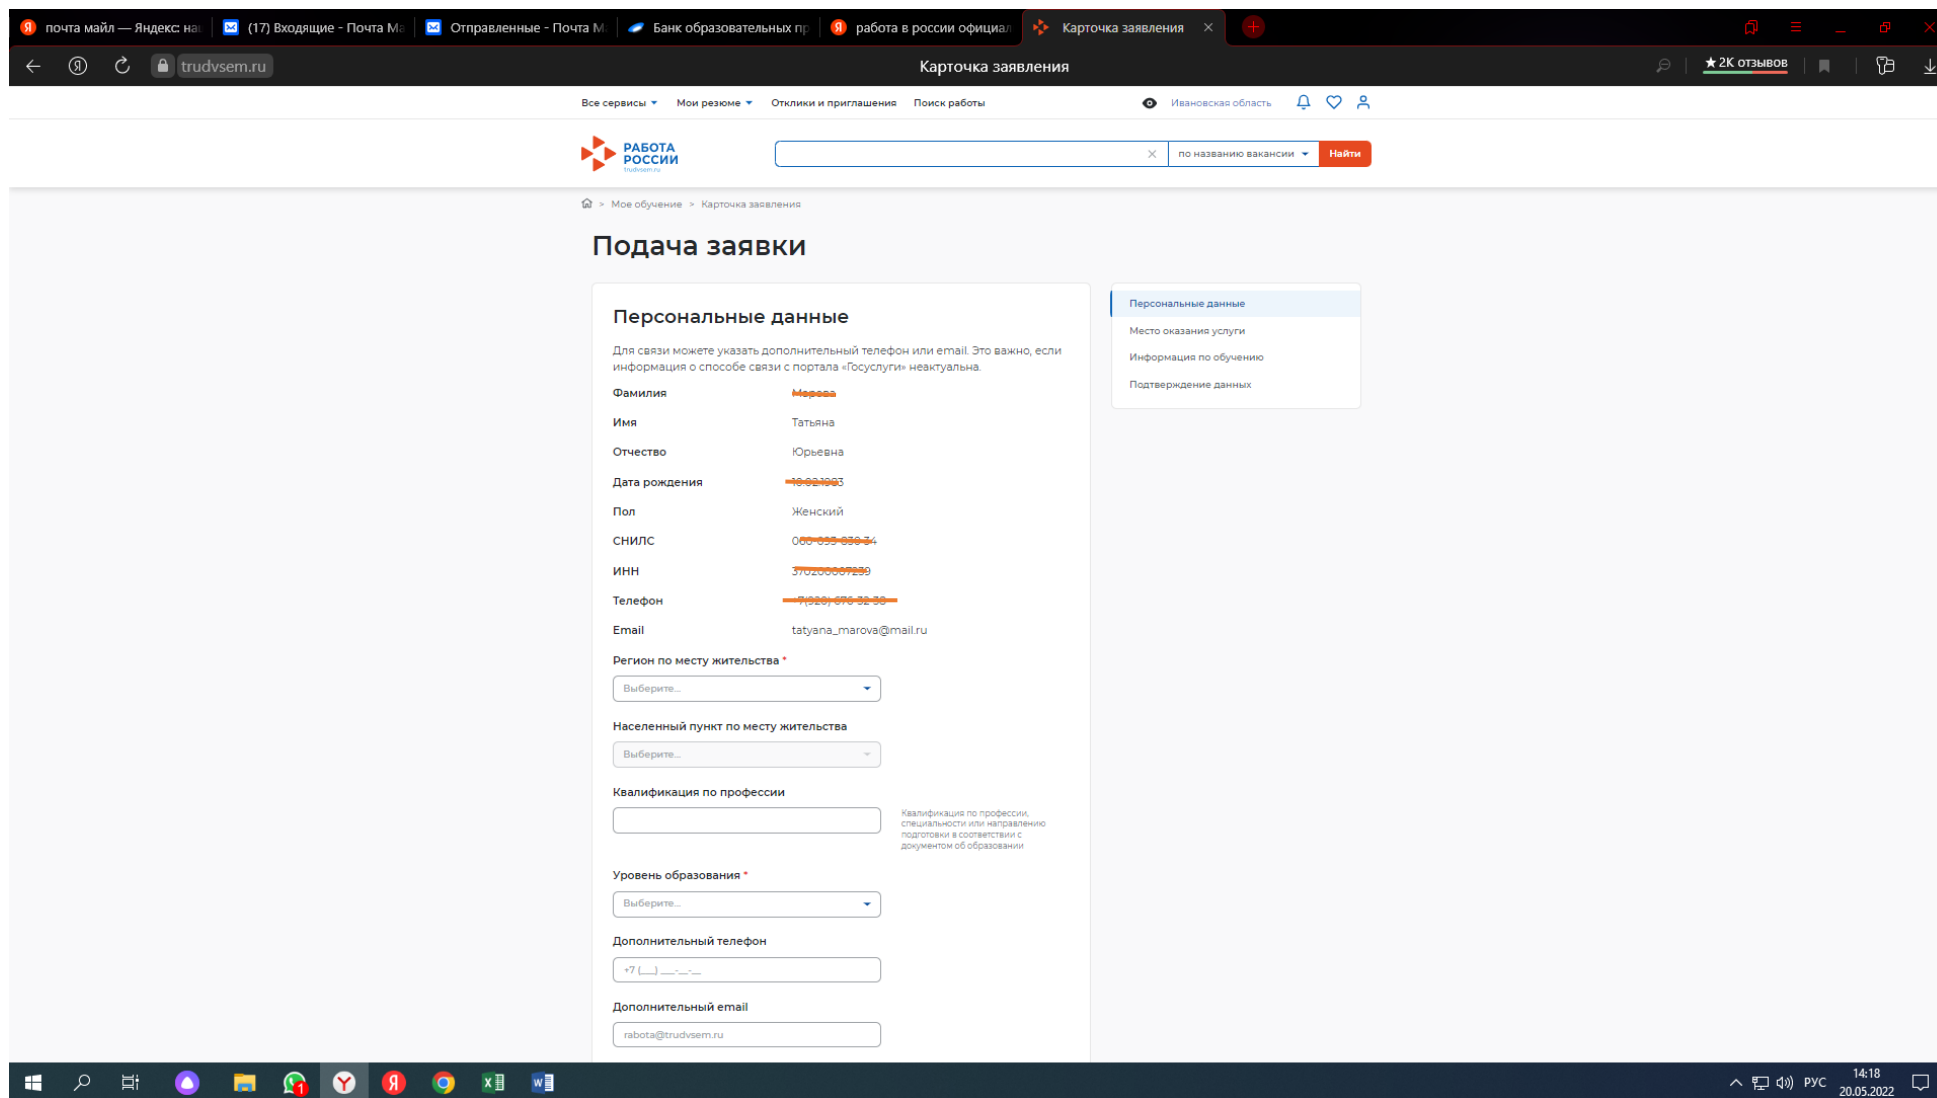 почта майл — Яндекс: на
(17) Входящие - Почта Ma
Отправленные - Почта М
Банк образовательных пр
работа в россии официал
Карточка заявления
trudvsem.ru
Карточка заявления
★ 2K отзывов
Все сервисы
Мои резюме
Отклики и приглашения
Поиск работы
Ивановская область
РАБОТА
РОССИИ
trudvsem.ru
по названию вакансии
Найти
> Мое обучение > Карточка заявления
Подача заявки
Персональные данные
Для связи можете указать дополнительный телефон или email. Это важно, если
информация о способе связи с портала «Госуслуги» неактуальна.
Фамилия
Имя Татьяна
Отчество Юрьевна
Дата рождения
Пол Женский
СНИЛС
ИНН
Телефон
Email tatyana_marova@mail.ru
Регион по месту жительства *
Выберите...
Населенный пункт по месту жительства
Выберите...
Квалификация по профессии
Квалификация по профессии,
специальности или направлению
подготовки в соответствии с
документом об образовании
Уровень образования *
Выберите...
Дополнительный телефон
+7 (___) ___-__-__
Дополнительный email
rabota@trudvsem.ru
Персональные данные
Место оказания услуги
Информация по обучению
Подтверждение данных
РУС
14:18
20.05.2022